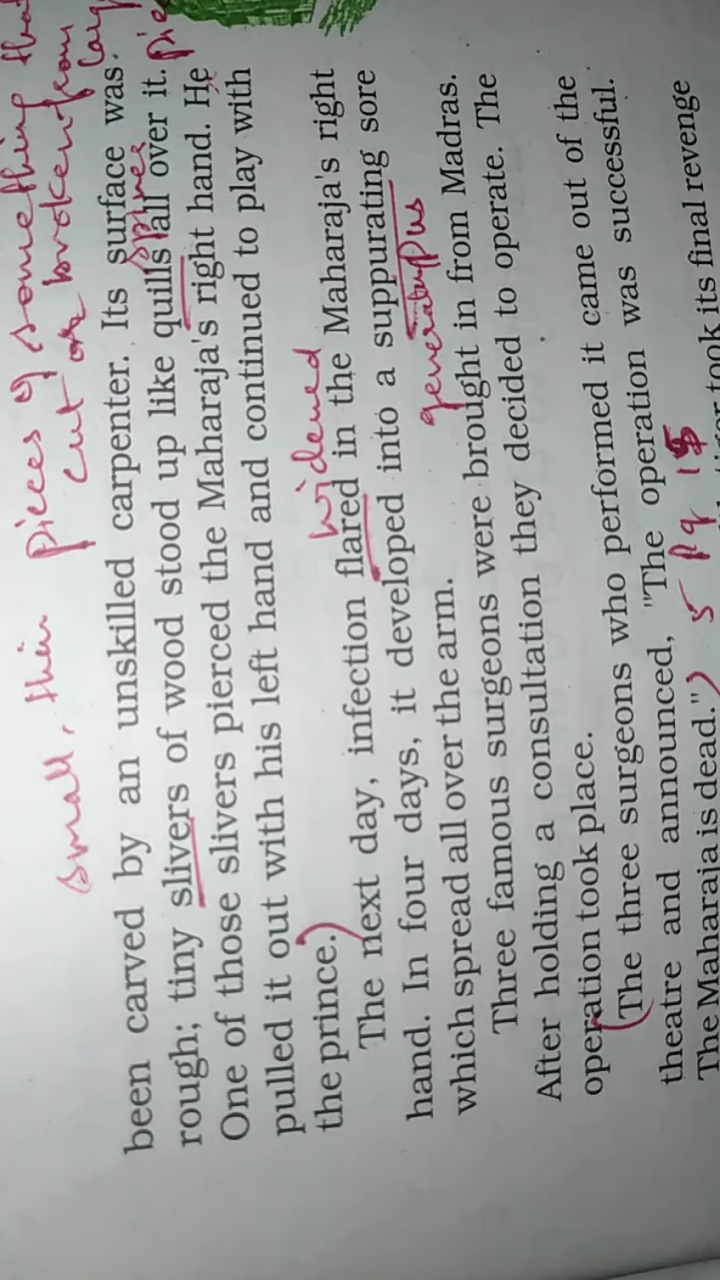 small, thin pieces of something that
cut or broken from
been carved by an unskilled carpenter. Its surface was
spines
rough; tiny slivers of wood stood up like quills all over it.
One of those slivers pierced the Maharaja's right hand. He
pulled it out with his left hand and continued to play with
the prince.)
widened
The next day, infection flared in the Maharaja's right
hand. In four days, it developed into a suppurating sore
generate pus
which spread all over the arm.
Three famous surgeons were brought in from Madras.
After holding a consultation they decided to operate. The
operation took place.
(The three surgeons who performed it came out of the
theatre and announced, "The operation was successful.
The Maharaja is dead.")
took its final revenge